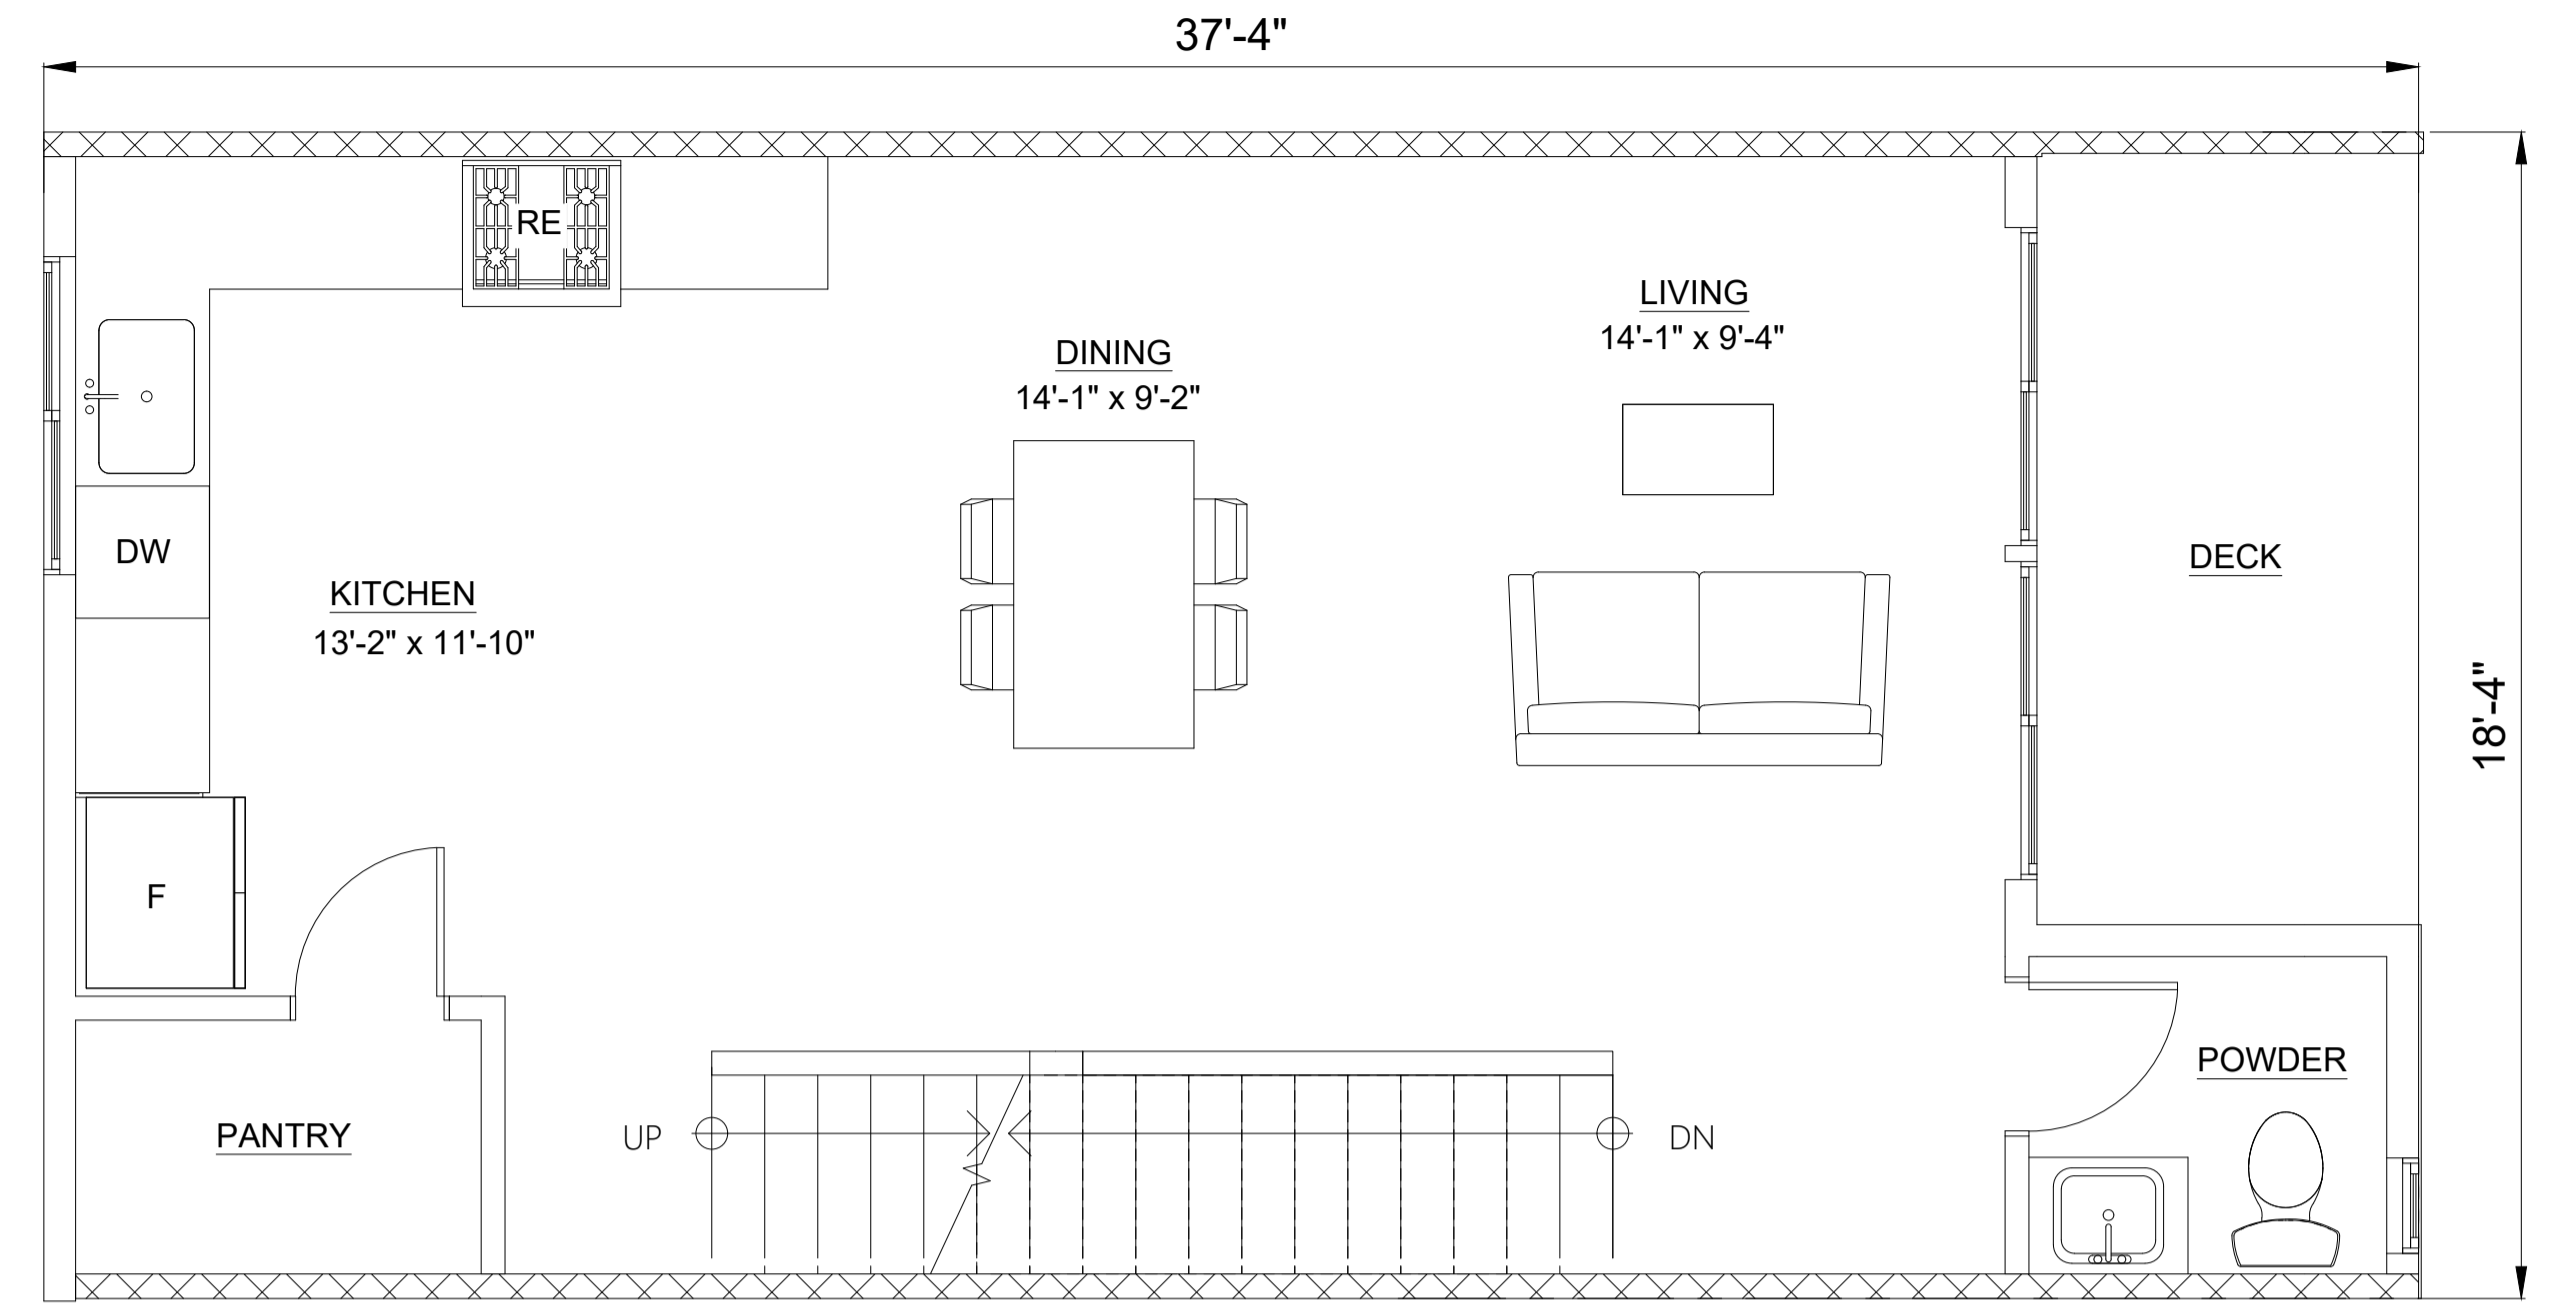 37'-4"
RE
LIVING
14'-1" x 9'-4"
DINING
14'-1" x 9'-2"
DW
DECK
KITCHEN
13'-2" x 11'-10"
18'-4"
F
POWDER
PANTRY
UP
DN